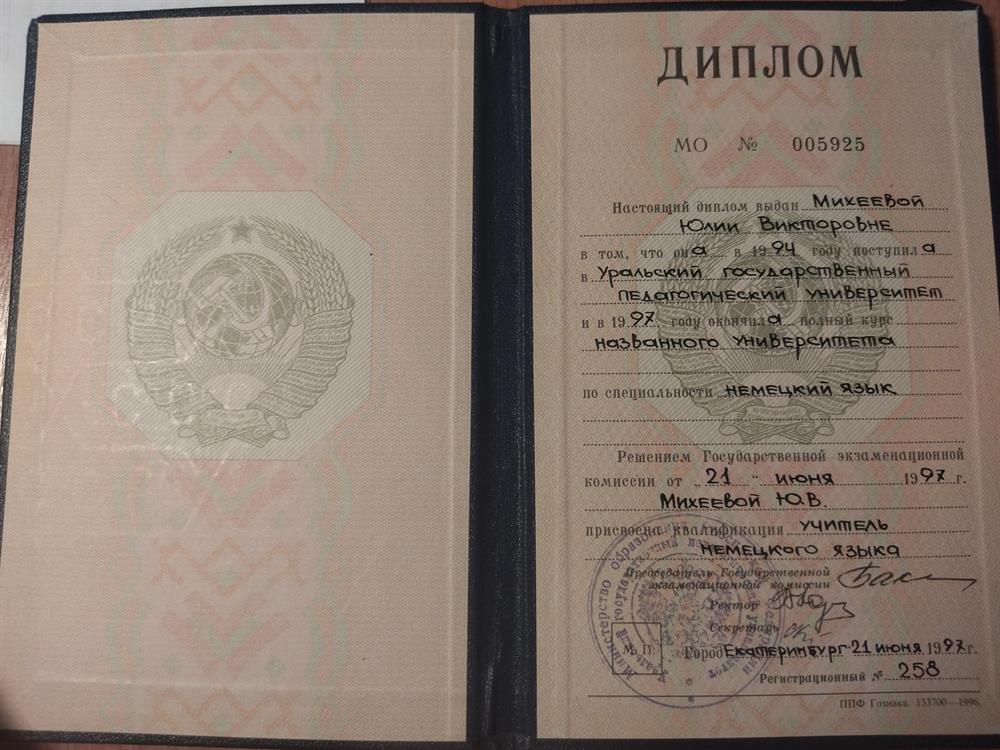 ДИПЛОМ
МО № 005925
Настоящий диплом выдан Михеевой
Юлии Викторовне
в том, что она в 1994 году поступила
в Уральский государственный
педагогический университет
и в 1997 году окончила полный курс
названного университета
по специальности немецкий язык
Решением Государственной экзаменационной
комиссии от „21" июня 1997 г.
Михеевой Ю.В.
присвоена квалификация учитель
немецкого языка
Председатель Государственной
экзаменационной комиссии
Ректор
Секретарь
М. П. Город Екатеринбург 21 июня 1997г.
Регистрационный № 258
ППФ Гознака. 133700—1996.
Министерство образования